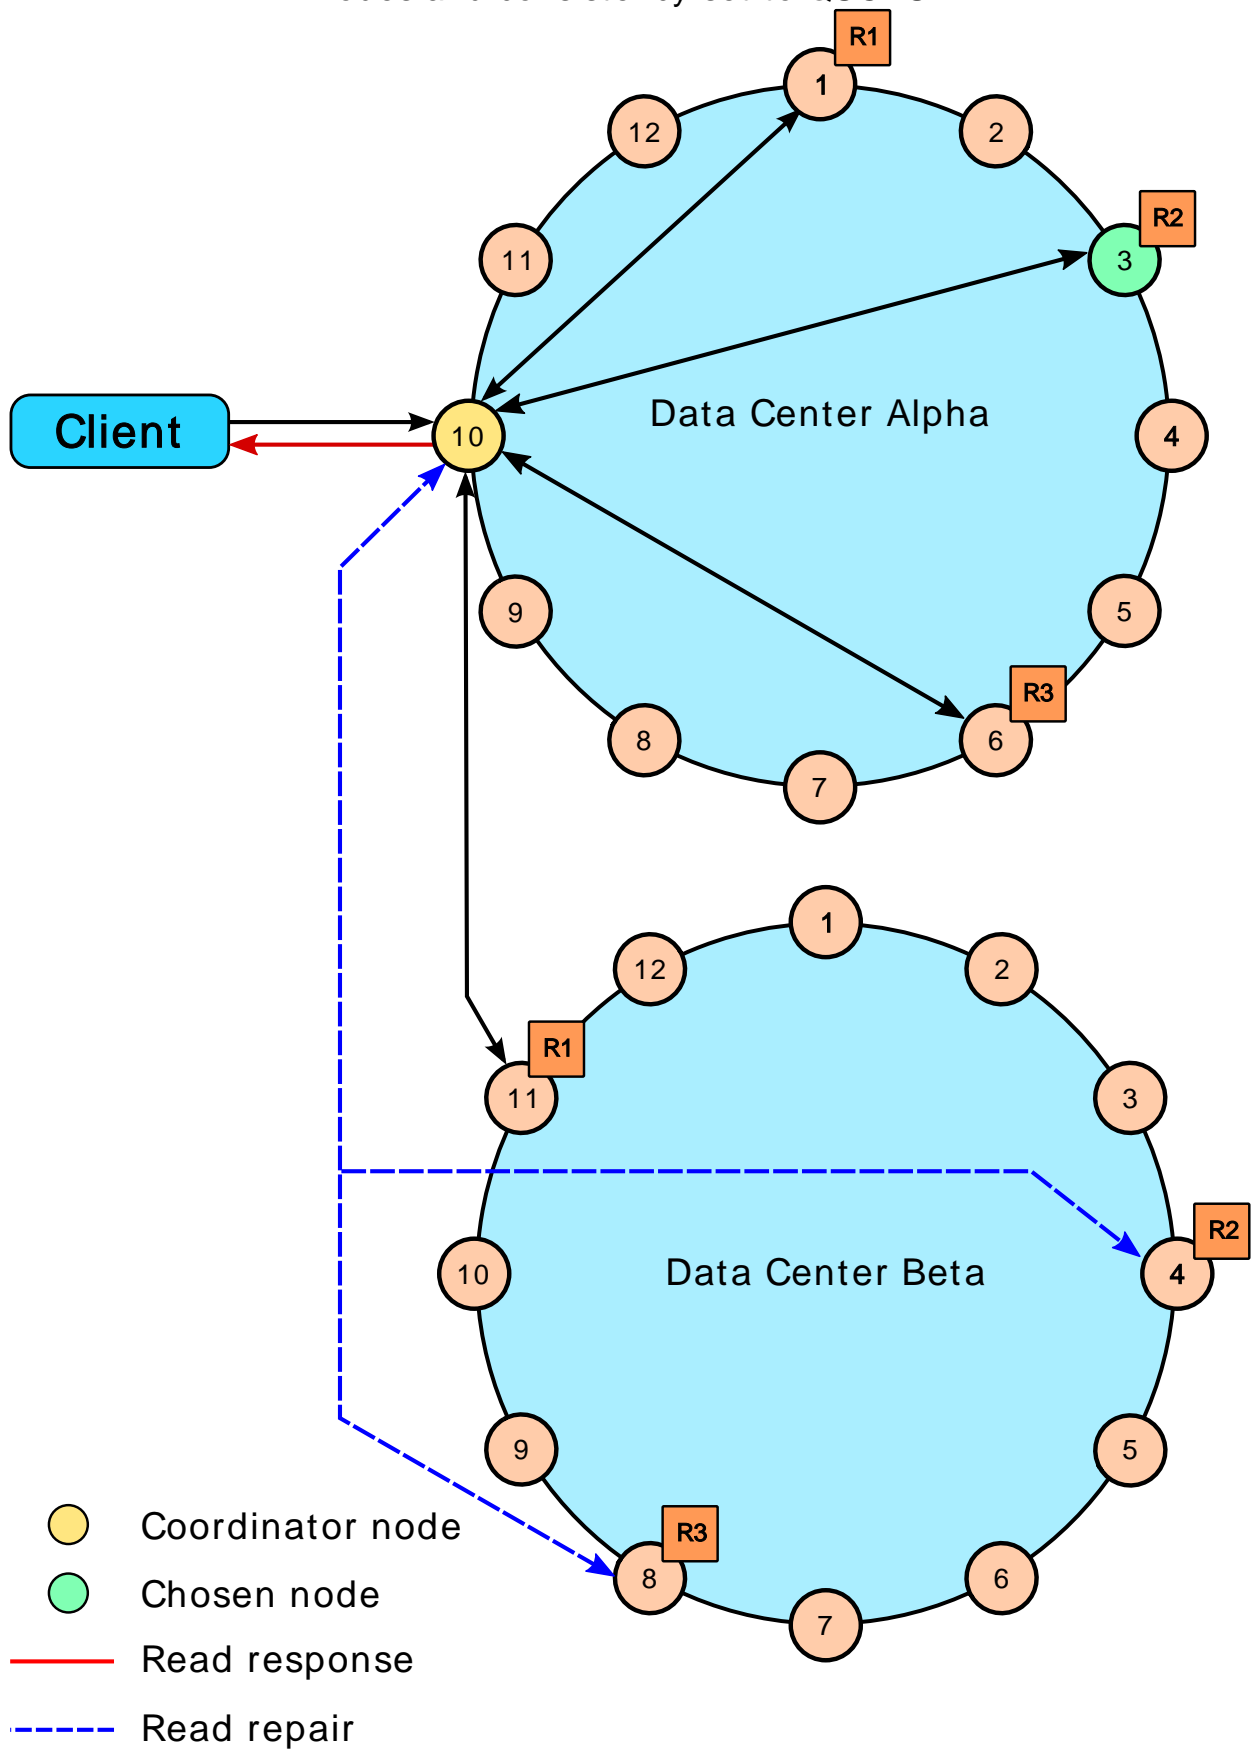 R1
1
12
2
R2
11
3
Client
10
Data Center Alpha
4
9
5
R3
8
6
7
1
12
2
R1
11
3
R2
10
Data Center Beta
4
9
5
R3
8
6
7
Coordinator node
Chosen node
Read response
Read repair